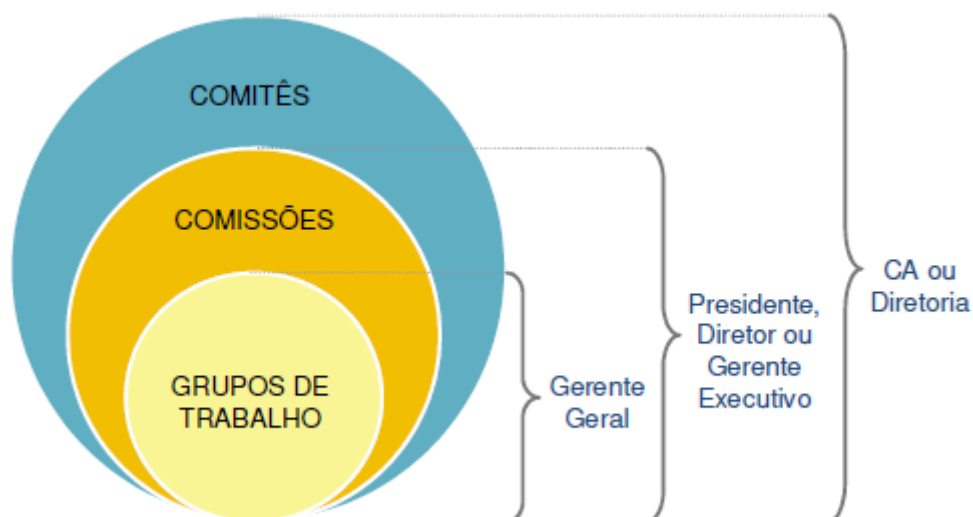 COMITÊS
COMISSÕES
GRUPOS DE
TRABALHO
Gerente
Geral
Presidente,
Diretor ou
Gerente
Executivo
CA ou
Diretoria